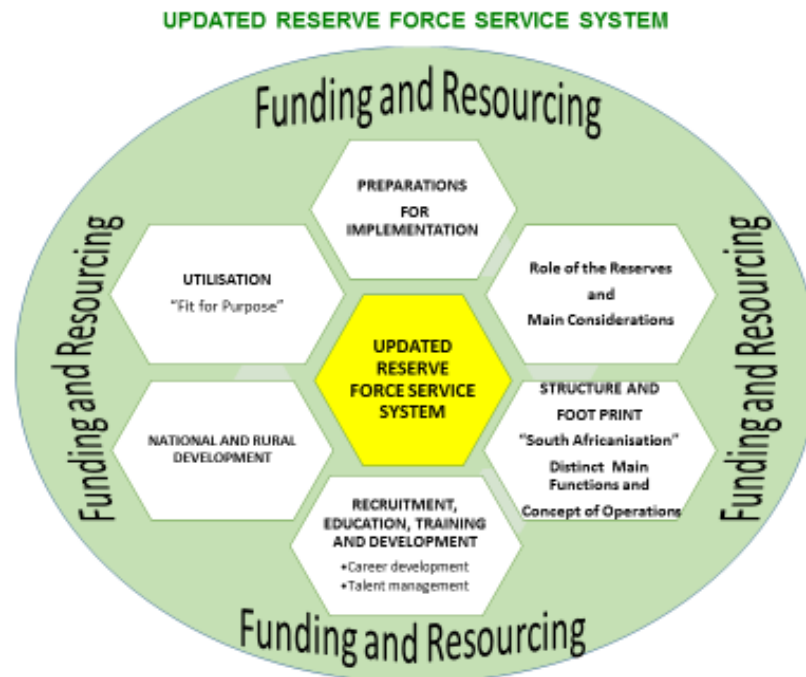 UPDATED RESERVE FORCE SERVICE SYSTEM
Funding and Resourcing
PREPARATIONS
FOR
IMPLEMENTATION
Funding and Resourcing
UTILISATION
"Fit for Purpose"
Role of the Reserves
and
Main Considerations
Funding and Resourcing
UPDATED
RESERVE
FORCE SERVICE
SYSTEM
NATIONAL AND RURAL
DEVELOPMENT
STRUCTURE AND
FOOT PRINT
"South Africanisation"
Distinct Main
Functions and
Concept of Operations
RECRUITMENT,
EDUCATION, TRAINING
AND DEVELOPMENT
•Career development
•Talent management
Funding and Resourcing